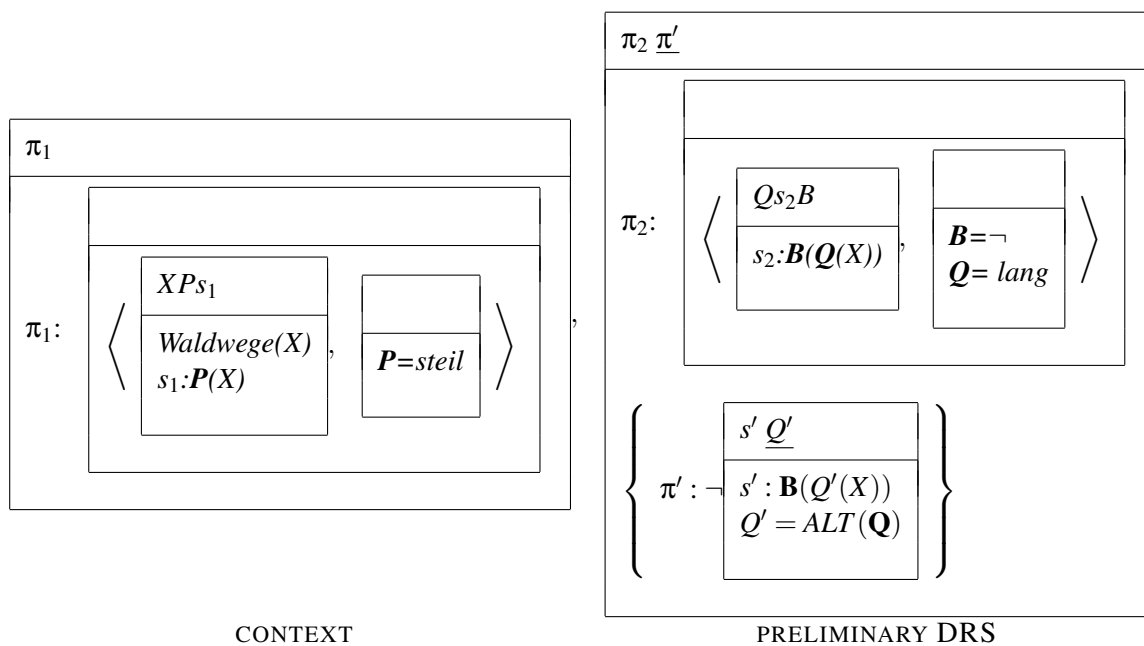 π₁
π₁:
XPs₁
Waldwege(X)
s₁:P(X)
,
P=steil
,
CONTEXT
π₂ π′
π₂:
Qs₂B
s₂:B(Q(X))
,
B=¬
Q= lang
π′ : ¬
s′ Q′
s′ : B(Q′(X))
Q′ = ALT(Q)
PRELIMINARY DRS